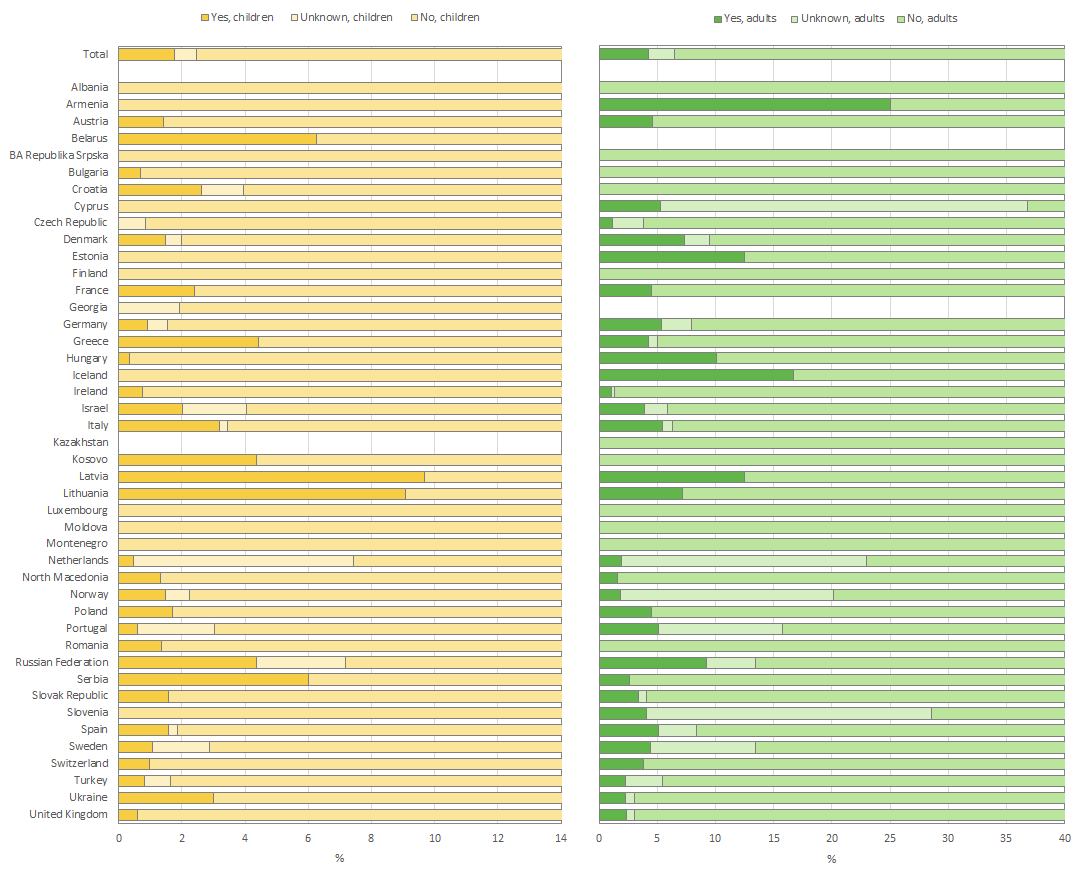 Yes, children Unknown, children No, children
Yes, adults Unknown, adults No, adults
Total
Albania
Armenia
Austria
Belarus
BA Republika Srpska
Bulgaria
Croatia
Cyprus
Czech Republic
Denmark
Estonia
Finland
France
Georgia
Germany
Greece
Hungary
Iceland
Ireland
Israel
Italy
Kazakhstan
Kosovo
Latvia
Lithuania
Luxembourg
Moldova
Montenegro
Netherlands
North Macedonia
Norway
Poland
Portugal
Romania
Russian Federation
Serbia
Slovak Republic
Slovenia
Spain
Sweden
Switzerland
Turkey
Ukraine
United Kingdom
0 2 4 6 8 10 12 14
%
0 5 10 15 20 25 30 35 40
%